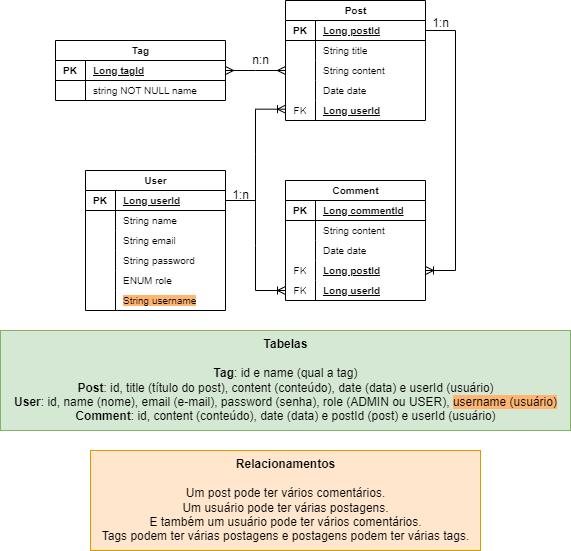 Post
1:n
PK Long postId
String title
String content
Date date
FK Long userId
Tag
PK Long tagId
string NOT NULL name
n:n
User
PK Long userId
String name
String email
String password
ENUM role
String username
1:n
Comment
PK Long commentId
String content
Date date
FK Long postId
FK Long userId
Tabelas
Tag: id e name (qual a tag)
Post: id, title (título do post), content (conteúdo), date (data) e userId (usuário)
User: id, name (nome), email (e-mail), password (senha), role (ADMIN ou USER), username (usuário)
Comment: id, content (conteúdo), date (data) e postId (post) e userId (usuário)
Relacionamentos
Um post pode ter vários comentários.
Um usuário pode ter várias postagens.
E também um usuário pode ter vários comentários.
Tags podem ter várias postagens e postagens podem ter várias tags.